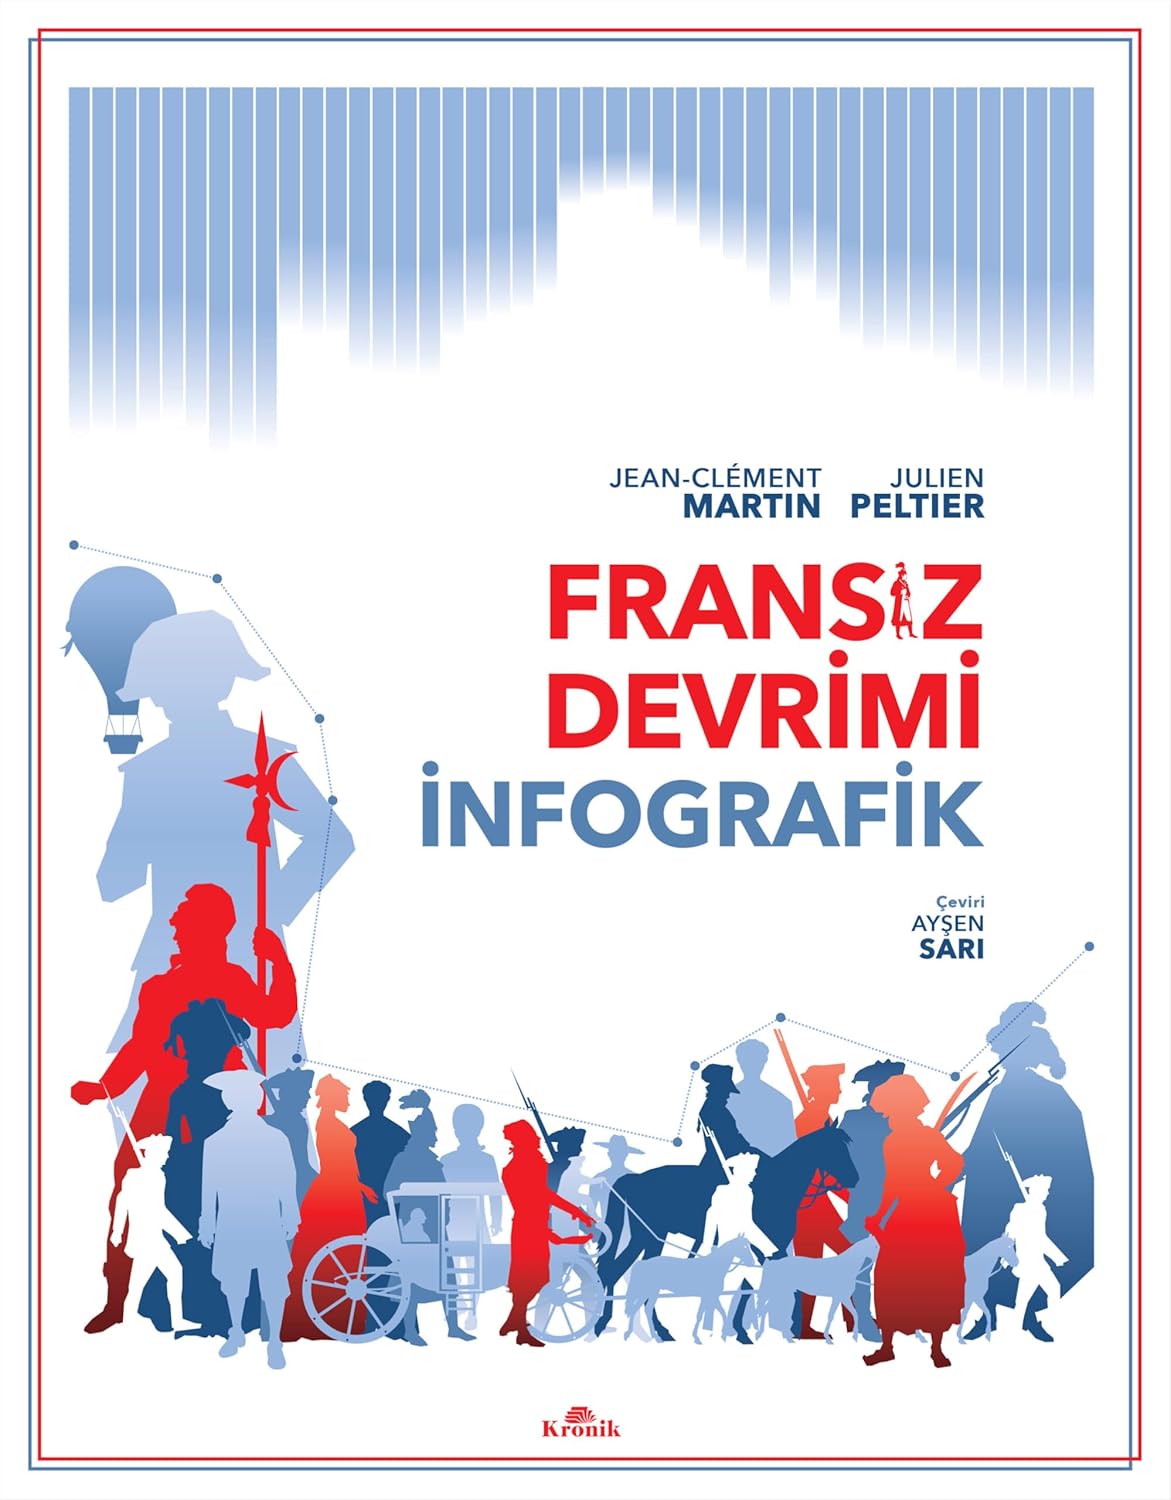 JEAN-CLÉMENT
MARTIN
JULIEN
PELTIER
FRANSIZ
DEVRİMİ
İNFOGRAFİK
Çeviri
AYŞEN
SARI
Kronik